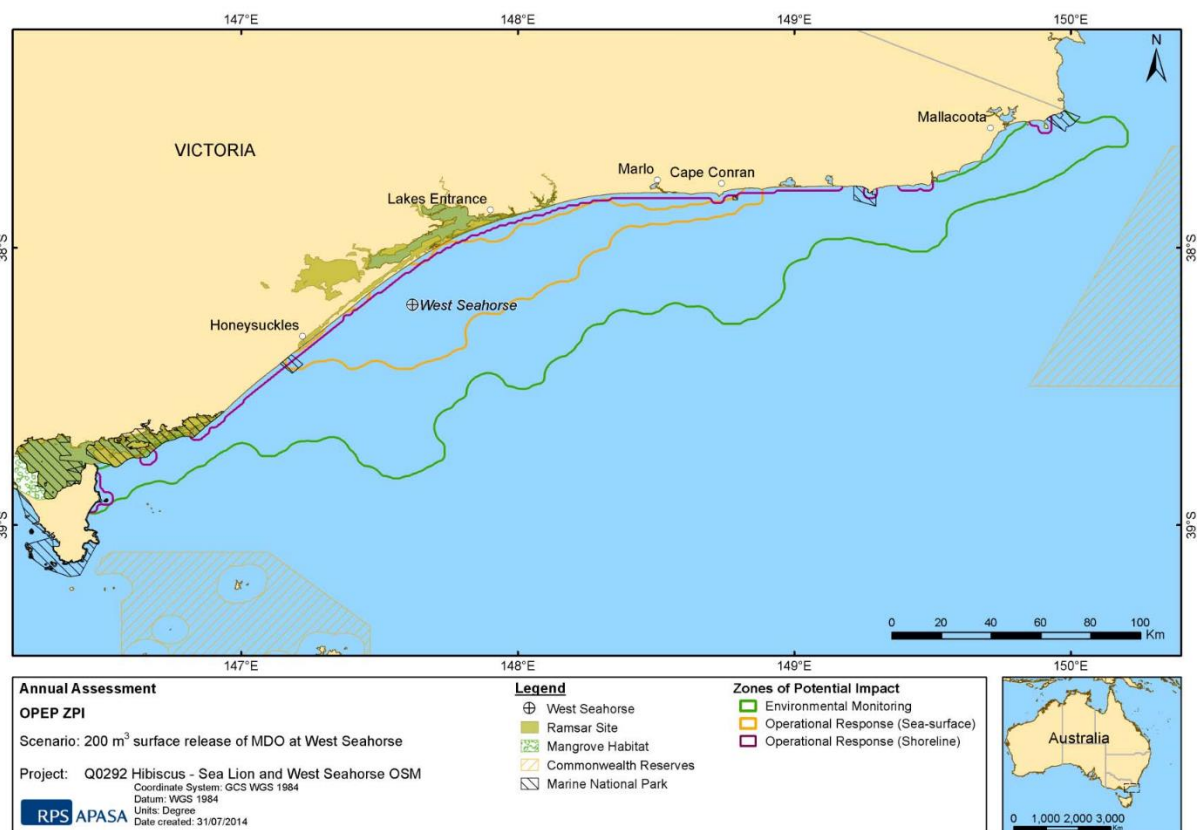 147°E
148°E
149°E
150°E
N
Mallacoota
VICTORIA
Marlo
Cape Conran
Lakes Entrance
38°S
38°S
West Seahorse
Honeysuckles
39°S
39°S
0 20 40 60 80 100
Km
147°E
148°E
149°E
150°E
Annual Assessment
OPEP ZPI
Scenario: 200 m³ surface release of MDO at West Seahorse
Project: Q0292 Hibiscus - Sea Lion and West Seahorse OSM
Coordinate System: GCS WGS 1984
Datum: WGS 1984
Units: Degree
Date created: 31/07/2014
RPS APASA
Legend
West Seahorse
Ramsar Site
Mangrove Habitat
Commonwealth Reserves
Marine National Park
Zones of Potential Impact
Environmental Monitoring
Operational Response (Sea-surface)
Operational Response (Shoreline)
Australia
0 1,000 2,000 3,000
Km